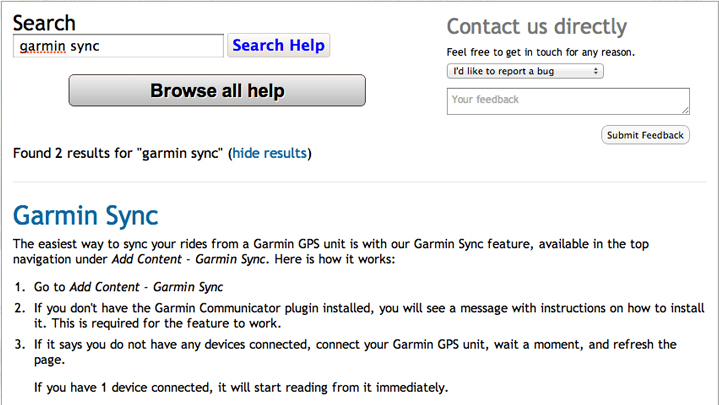 Search
garmin sync
Search Help
Browse all help
Contact us directly
Feel free to get in touch for any reason.
I'd like to report a bug
Your feedback
Submit Feedback
Found 2 results for "garmin sync" (hide results)
Garmin Sync
The easiest way to sync your rides from a Garmin GPS unit is with our Garmin Sync feature, available in the top
navigation under Add Content - Garmin Sync. Here is how it works:
1. Go to Add Content - Garmin Sync
2. If you don't have the Garmin Communicator plugin installed, you will see a message with instructions on how to install
it. This is required for the feature to work.
3. If it says you do not have any devices connected, connect your Garmin GPS unit, wait a moment, and refresh the
page.
If you have 1 device connected, it will start reading from it immediately.